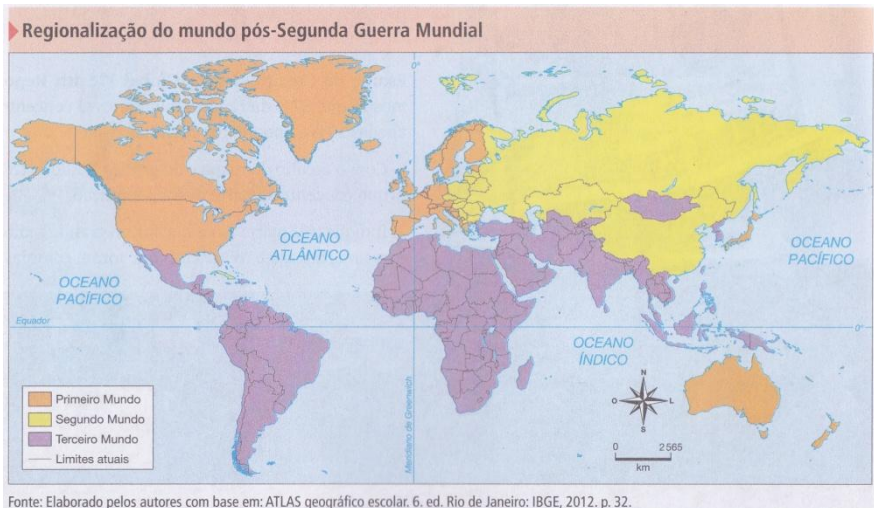 Regionalização do mundo pós-Segunda Guerra Mundial
0°
OCEANO
ATLÂNTICO
OCEANO
PACÍFICO
OCEANO
PACÍFICO
Equador
0°
OCEANO
ÍNDICO
Meridiano de Greenwich
N
O
L
S
0
2 565
km
Primeiro Mundo
Segundo Mundo
Terceiro Mundo
Limites atuais
Fonte: Elaborado pelos autores com base em: ATLAS geográfico escolar. 6. ed. Rio de Janeiro: IBGE, 2012. p. 32.